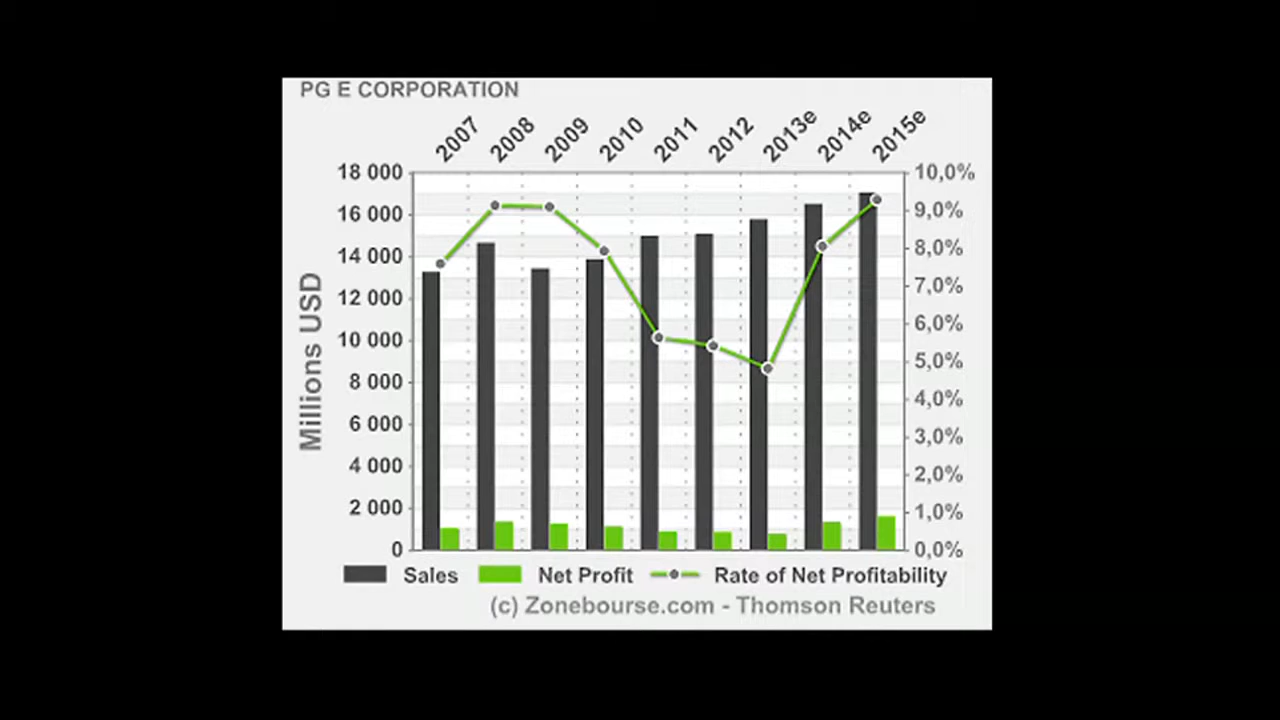 PG E CORPORATION
2007 2008 2009 2010 2011 2012 2013e 2014e 2015e
18 000 10,0%
16 000 9,0%
14 000 8,0%
12 000 7,0%
10 000 6,0%
8 000 5,0%
6 000 4,0%
4 000 3,0%
2 000 2,0%
0 1,0%
0,0%
Millions USD
Sales Net Profit Rate of Net Profitability
(c) Zonebourse.com - Thomson Reuters